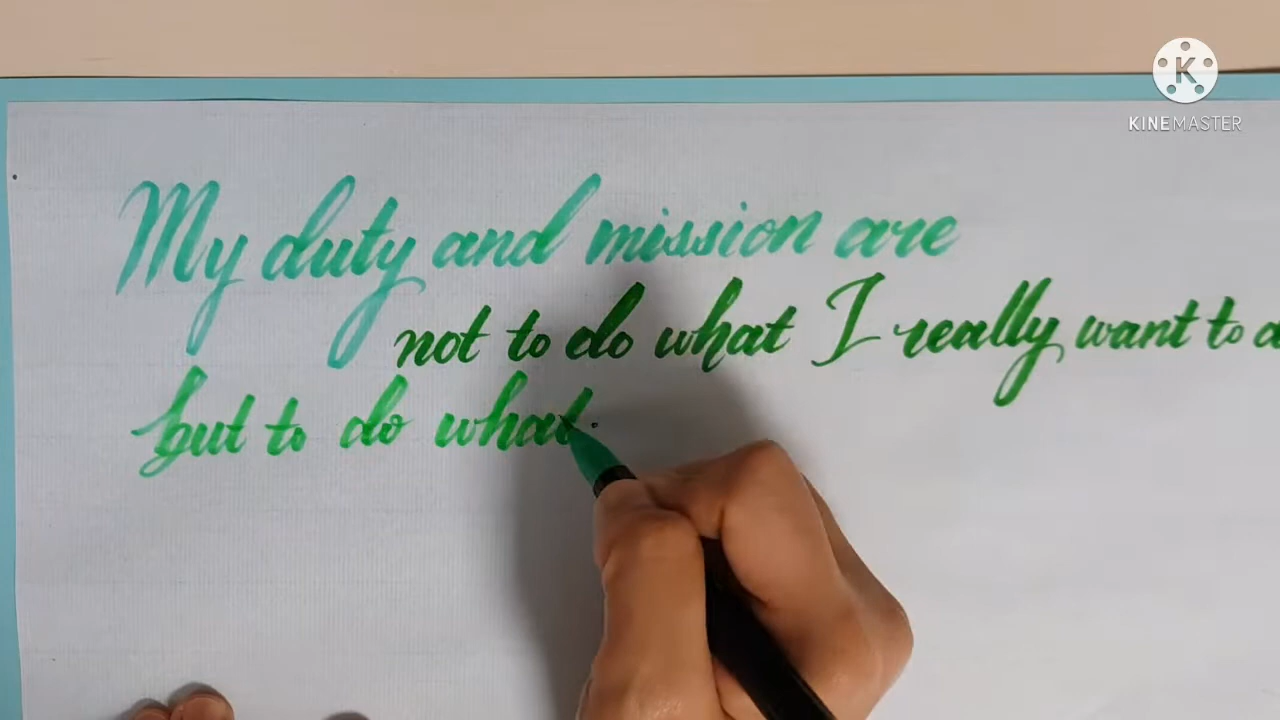 KINEMASTER
My duty and mission are
not to do what I really want to
but to do what